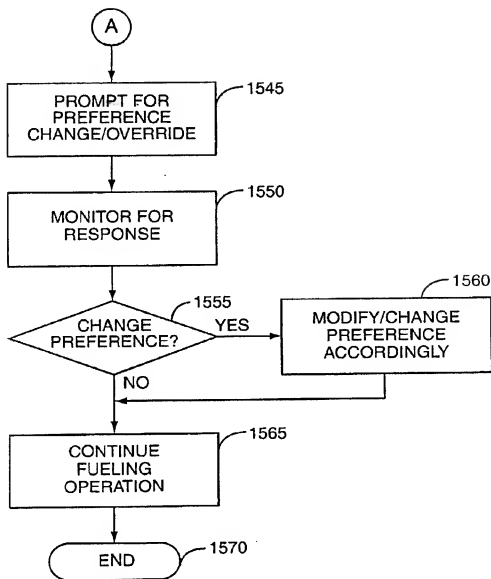 A
PROMPT FOR
PREFERENCE
CHANGE/OVERRIDE
1545
MONITOR FOR
RESPONSE
1550
CHANGE
PREFERENCE?
1555
YES
NO
MODIFY/CHANGE
PREFERENCE
ACCORDINGLY
1560
CONTINUE
FUELING
OPERATION
1565
END
1570